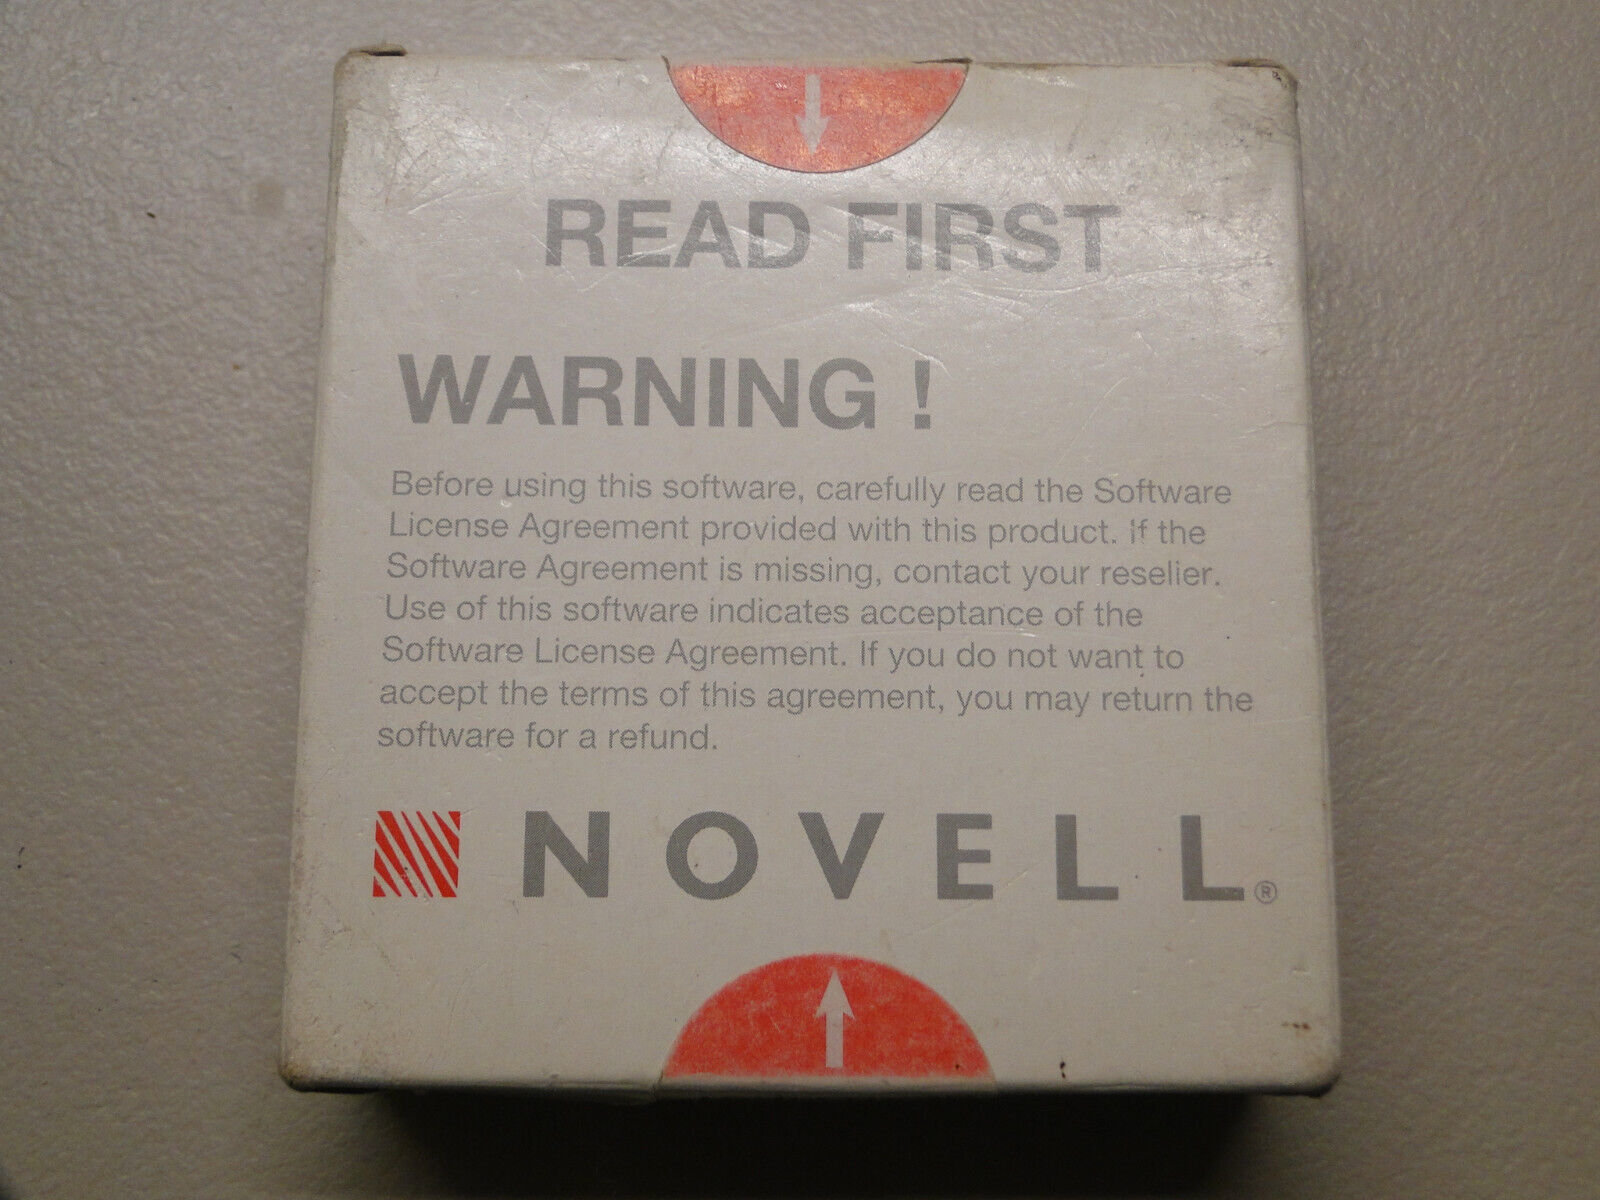 READ FIRST
WARNING !
Before using this software, carefully read the Software
License Agreement provided with this product. If the
Software Agreement is missing, contact your reseller.
Use of this software indicates acceptance of the
Software License Agreement. If you do not want to
accept the terms of this agreement, you may return the
software for a refund.
NOVELL®